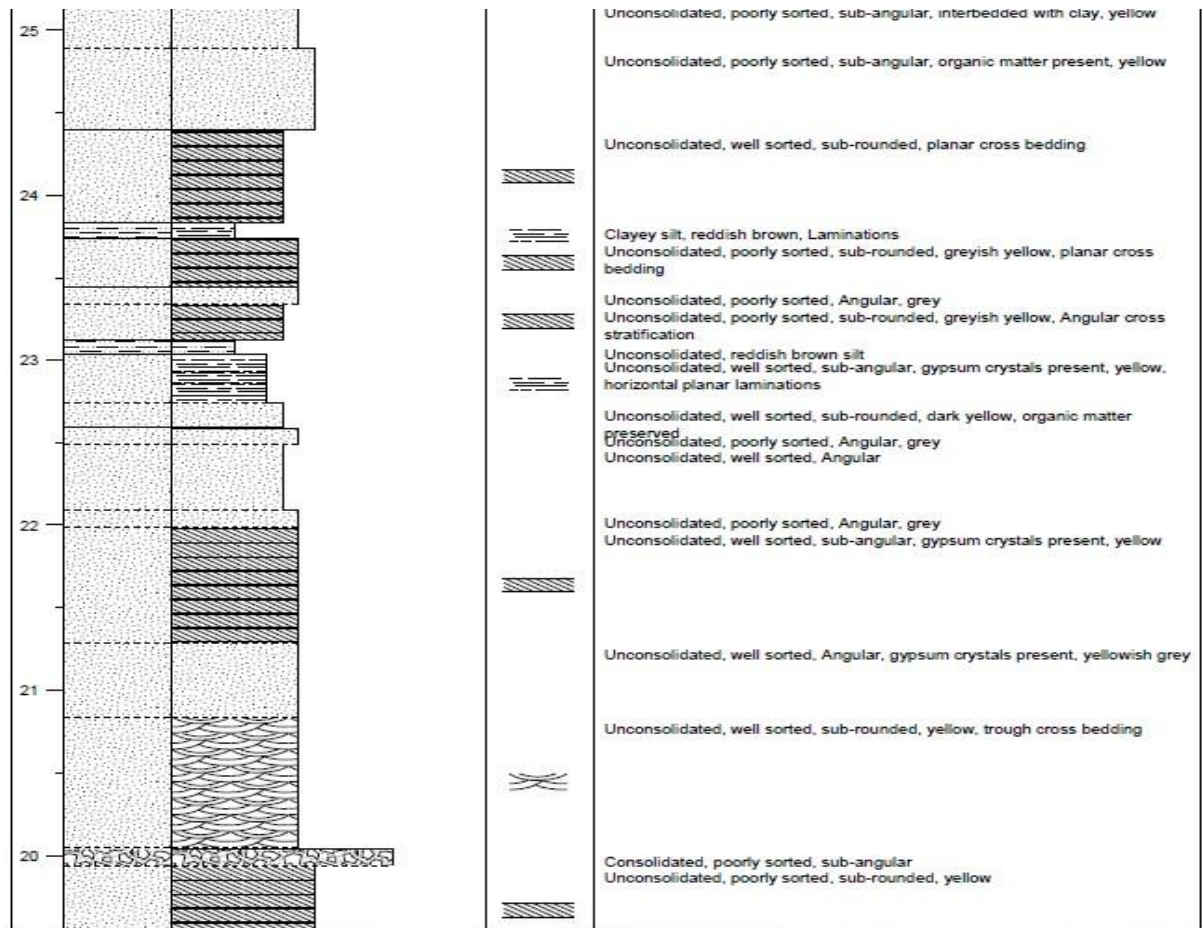 Unconsolidated, poorly sorted, sub-angular, interbedded with clay, yellow
25
Unconsolidated, poorly sorted, sub-angular, organic matter present, yellow
Unconsolidated, well sorted, sub-rounded, planar cross bedding
24
Clayey silt, reddish brown, Laminations
Unconsolidated, poorly sorted, sub-rounded, greyish yellow, planar cross
bedding
Unconsolidated, poorly sorted, Angular, grey
Unconsolidated, poorly sorted, sub-rounded, greyish yellow, Angular cross
stratification
23
Unconsolidated, reddish brown silt
Unconsolidated, well sorted, sub-angular, gypsum crystals present, yellow,
horizontal planar laminations
Unconsolidated, well sorted, sub-rounded, dark yellow, organic matter
preserved
Unconsolidated, poorly sorted, Angular, grey
Unconsolidated, well sorted, Angular
22
Unconsolidated, poorly sorted, Angular, grey
Unconsolidated, well sorted, sub-angular, gypsum crystals present, yellow
Unconsolidated, well sorted, Angular, gypsum crystals present, yellowish grey
21
Unconsolidated, well sorted, sub-rounded, yellow, trough cross bedding
20
Consolidated, poorly sorted, sub-angular
Unconsolidated, poorly sorted, sub-rounded, yellow